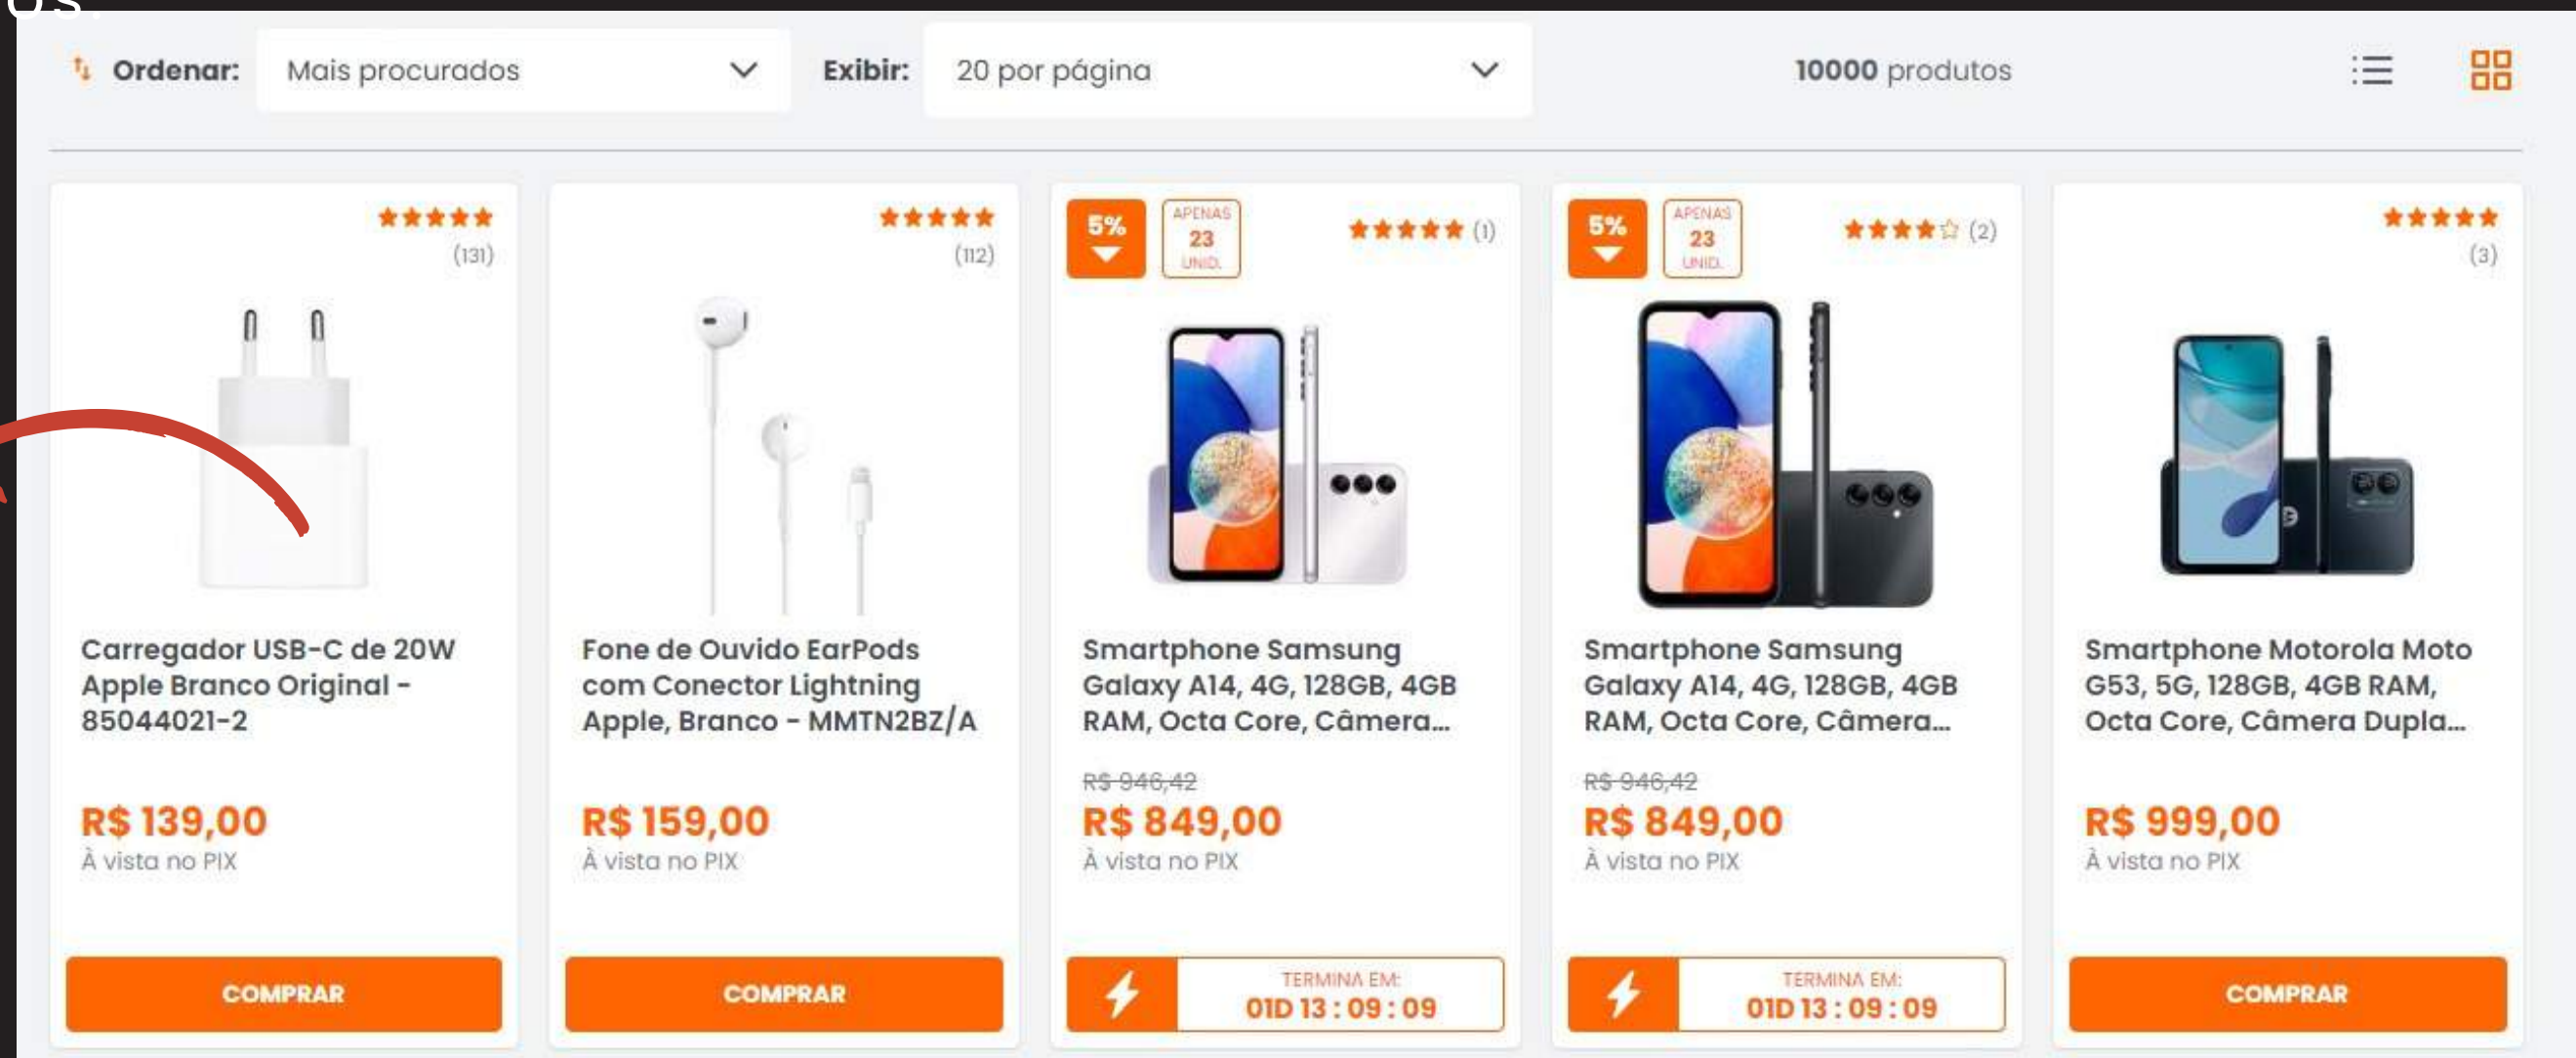 os.
Ordenar: Mais procurados Exibir: 20 por página 10000 produtos
(131)
Carregador USB-C de 20W
Apple Branco Original -
85044021-2
R$ 139,00
À vista no PIX
COMPRAR
(112)
Fone de Ouvido EarPods
com Conector Lightning
Apple, Branco - MMTN2BZ/A
R$ 159,00
À vista no PIX
COMPRAR
5%
APENAS
23
UNID.
(1)
Smartphone Samsung
Galaxy A14, 4G, 128GB, 4GB
RAM, Octa Core, Câmera...
R$ 946,42
R$ 849,00
À vista no PIX
TERMINA EM:
01D 13 : 09 : 09
5%
APENAS
23
UNID.
(2)
Smartphone Samsung
Galaxy A14, 4G, 128GB, 4GB
RAM, Octa Core, Câmera...
R$ 946,42
R$ 849,00
À vista no PIX
TERMINA EM:
01D 13 : 09 : 09
(3)
Smartphone Motorola Moto
G53, 5G, 128GB, 4GB RAM,
Octa Core, Câmera Dupla...
R$ 999,00
À vista no PIX
COMPRAR